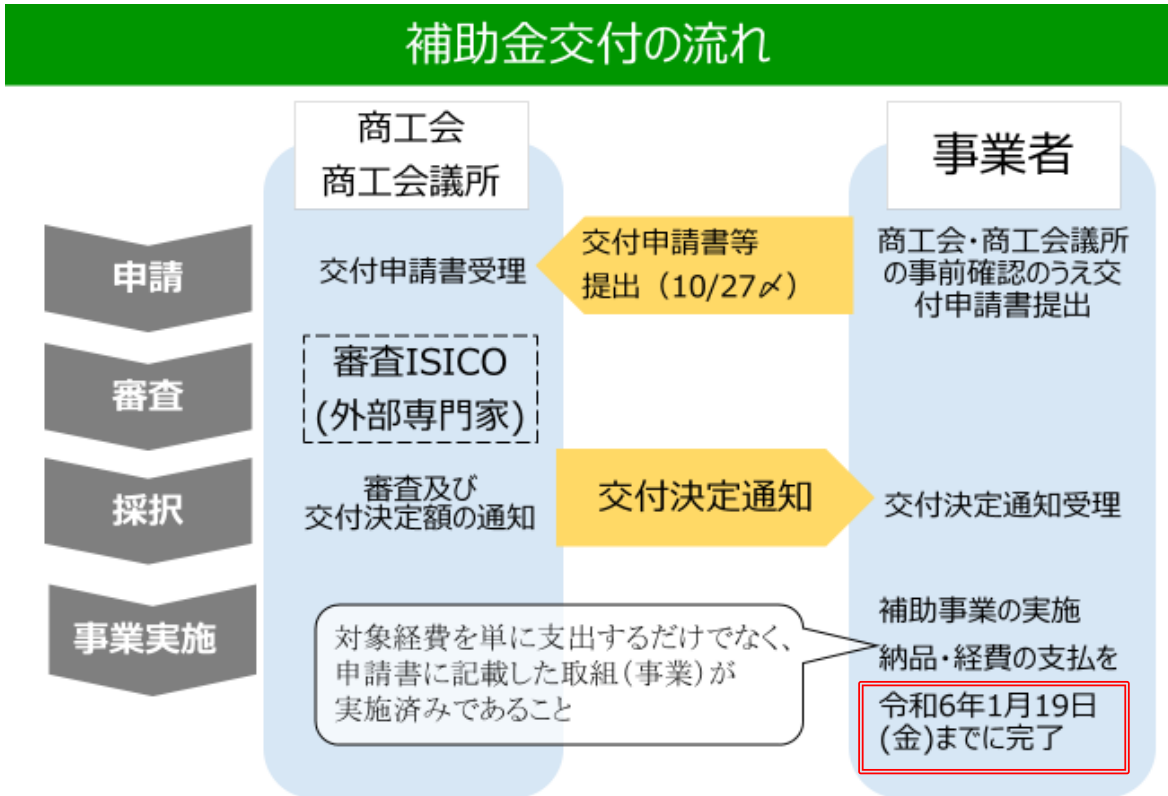 補助金交付の流れ
商工会
商工会議所
事業者
申請
交付申請書受理
交付申請書等
提出（10/27〆）
商工会・商工会議所
の事前確認のうえ交
付申請書提出
審査
審査ISICO
(外部専門家)
採択
審査及び
交付決定額の通知
交付決定通知
交付決定通知受理
事業実施
対象経費を単に支出するだけでなく、
申請書に記載した取組（事業）が
実施済みであること
補助事業の実施
納品・経費の支払を
令和6年1月19日
(金)までに完了